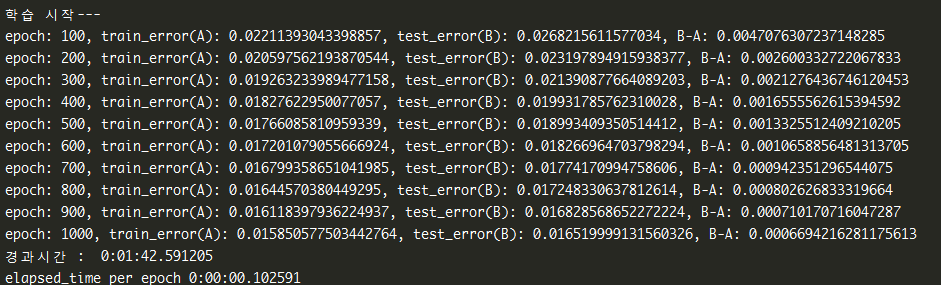 학습 시작---
epoch: 100, train_error(A): 0.02211393043398857, test_error(B): 0.0268215611577034, B-A: 0.0047076307237148285
epoch: 200, train_error(A): 0.020597562193870544, test_error(B): 0.023197894915938377, B-A: 0.002600332722067833
epoch: 300, train_error(A): 0.019263233989477158, test_error(B): 0.021390877664089203, B-A: 0.0021276436746120453
epoch: 400, train_error(A): 0.01827622950077057, test_error(B): 0.019931785762310028, B-A: 0.0016555562615394592
epoch: 500, train_error(A): 0.01766085810959339, test_error(B): 0.018993409350514412, B-A: 0.0013325512409210205
epoch: 600, train_error(A): 0.017201079055666924, test_error(B): 0.018266964703798294, B-A: 0.0010658856481313705
epoch: 700, train_error(A): 0.016799358651041985, test_error(B): 0.01774170994758606, B-A: 0.000942351296544075
epoch: 800, train_error(A): 0.01644570380449295, test_error(B): 0.017248330637812614, B-A: 0.000802626833319664
epoch: 900, train_error(A): 0.016118397936224937, test_error(B): 0.016828568652272224, B-A: 0.000710170716047287
epoch: 1000, train_error(A): 0.015850577503442764, test_error(B): 0.016519999131560326, B-A: 0.0006694216281175613
경과시간 :  0:01:42.591205
elapsed_time per epoch 0:00:00.102591